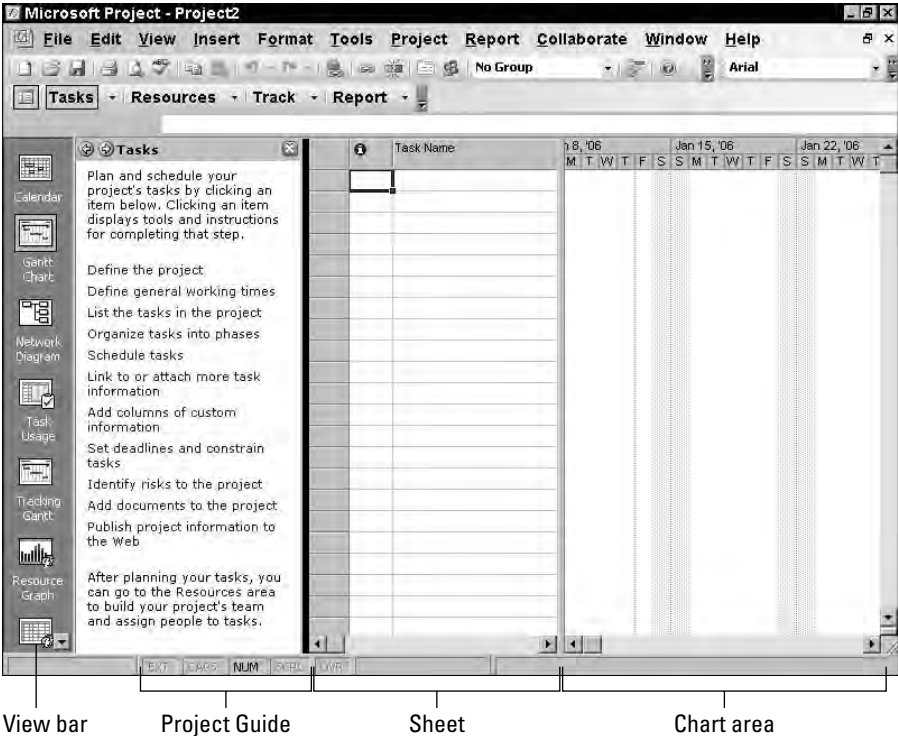 Microsoft Project - Project2
File Edit View Insert Format Tools Project Report Collaborate Window Help
No Group Arial
Tasks Resources Track Report
Calendar
Gantt
Chart
Network
Diagram
Task
Usage
Tracking
Gantt
Resource
Graph
Tasks
Plan and schedule your
project's tasks by clicking an
item below. Clicking an item
displays tools and instructions
for completing that step.
Define the project
Define general working times
List the tasks in the project
Organize tasks into phases
Schedule tasks
Link to or attach more task
information
Add columns of custom
information
Set deadlines and constrain
tasks
Identify risks to the project
Add documents to the project
Publish project information to
the Web
After planning your tasks, you
can go to the Resources area
to build your project's team
and assign people to tasks.
Task Name
8, '06 Jan 15, '06 Jan 22, '06
M T W T F S S M T W T F S S M T W T
EXT CAPS NUM SCRL OVR
View bar Project Guide Sheet Chart area